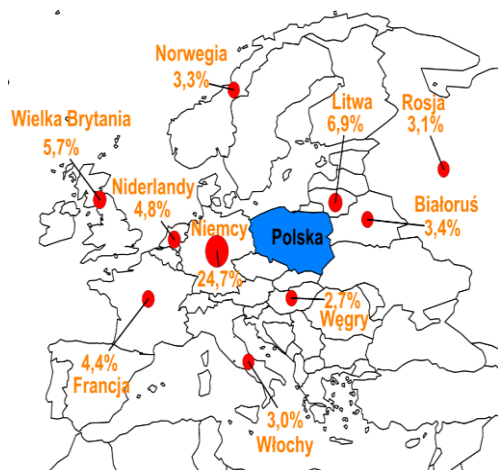 Norwegia
3,3%
Litwa
6,9%
Rosja
3,1%
Wielka Brytania
5,7%
Niderlandy
4,8%
Niemcy
24,7%
Polska
Białoruś
3,4%
2,7%
Węgry
4,4%
Francja
3,0%
Włochy